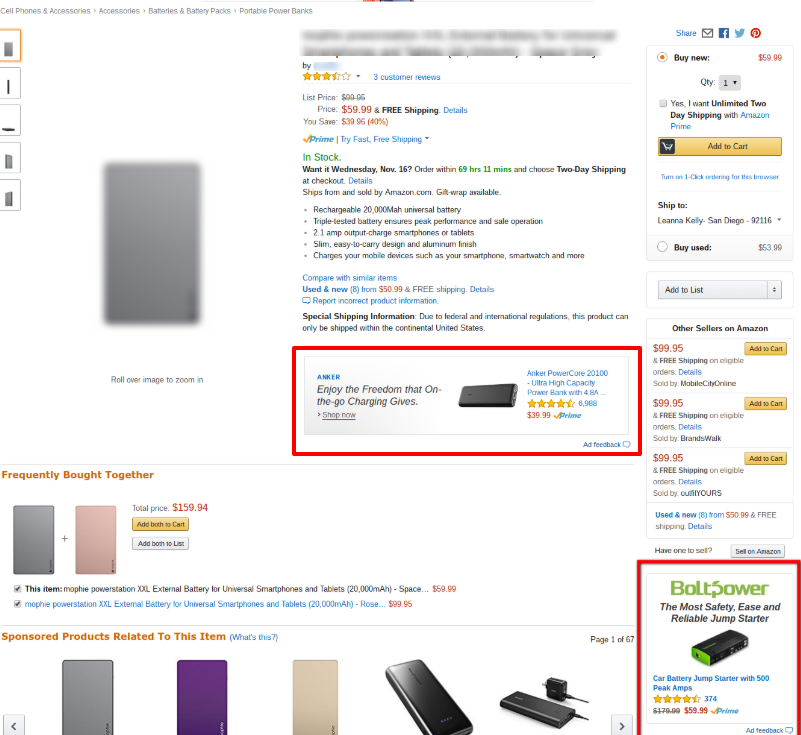 Cell Phones & Accessories › Accessories › Batteries & Battery Packs › Portable Power Banks
by
3 customer reviews
List Price: $99.95
Price: $59.99 & FREE Shipping. Details
You Save: $39.96 (40%)
Prime | Try Fast, Free Shipping
In Stock.
Want it Wednesday, Nov. 16? Order within 69 hrs 11 mins and choose Two-Day Shipping
at checkout. Details
Ships from and sold by Amazon.com. Gift-wrap available.
Rechargeable 20,000Mah universal battery
Triple-tested battery ensures peak performance and safe operation
2.1 amp output-charge smartphones or tablets
Slim, easy-to-carry design and aluminum finish
Charges your mobile devices such as your smartphone, smartwatch and more
Compare with similar items
Used & new (8) from $50.99 & FREE shipping. Details
Report incorrect product information.
Special Shipping Information: Due to federal and international regulations, this product can
only be shipped within the continental United States.
Roll over image to zoom in
ANKER
Enjoy the Freedom that On-
the-go Charging Gives.
› Shop now
Anker PowerCore 20100
- Ultra High Capacity
Power Bank with 4.8A ...
6,988
$39.99 Prime
Ad feedback
Share
Buy new: $59.99
Qty: 1
Yes, I want Unlimited Two
Day Shipping with Amazon
Prime
Add to Cart
Turn on 1-Click ordering for this browser
Ship to:
Leanna Kelly- San Diego - 92116
Buy used: $53.99
Add to List
Other Sellers on Amazon
$99.95 Add to Cart
& FREE Shipping on eligible
orders. Details
Sold by: MobileCityOnline
$99.95 Add to Cart
& FREE Shipping on eligible
orders. Details
Sold by: BrandsWalk
$99.95 Add to Cart
& FREE Shipping on eligible
orders. Details
Sold by: outfitYOURS
Used & new (8) from $50.99 & FREE
shipping. Details
Have one to sell? Sell on Amazon
Boltpower
The Most Safety, Ease and
Reliable Jump Starter
Car Battery Jump Starter with 500
Peak Amps
374
$179.99 $59.99 Prime
Ad feedback
Frequently Bought Together
+
Total price: $159.94
Add both to Cart
Add both to List
This item: mophie powerstation XXL External Battery for Universal Smartphones and Tablets (20,000mAh) - Space... $59.99
mophie powerstation XXL External Battery for Universal Smartphones and Tablets (20,000mAh) - Rose... $99.95
Sponsored Products Related To This Item (What's this?)
Page 1 of 67